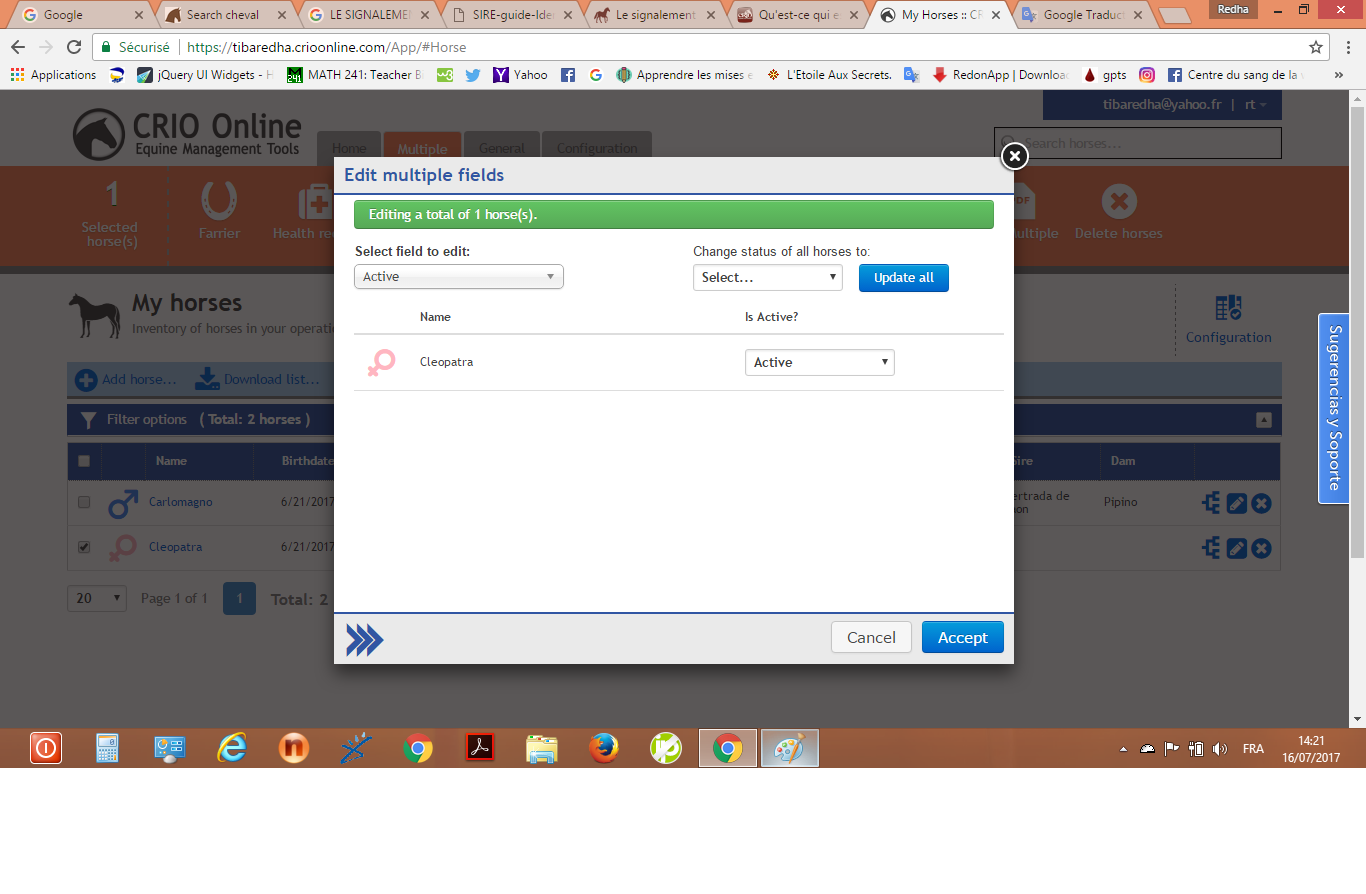 Redha
Google
Search cheval
LE SIGNALEMEN
SIRE-guide-Ide
Le signalement
Qu'est-ce qui e
My Horses :: CR
Google Traduct
Sécurisé
https://tibaredha.crioonline.com/App/#Horse
Applications
jQuery UI Widgets - H
MATH 241: Teacher B
Yahoo
Apprendre les mises e
L'Etoile Aux Secrets.
RedonApp | Downloa
gpts
Centre du sang de la
tibaredha@yahoo.fr | rt
CRIO Online
Equine Management Tools
Home
Multiple
General
Configuration
Search horses...
1
Selected
horse(s)
Farrier
Health re
DF
ultiple
Delete horses
Edit multiple fields
Editing a total of 1 horse(s).
Select field to edit:
Change status of all horses to:
Active
Select...
Update all
Name
Is Active?
Cleopatra
Active
Cancel
Accept
My horses
Inventory of horses in your operati
Configuration
Sugerencias y Soporte
Add horse...
Download list...
Filter options ( Total: 2 horses )
Name
Birthdate
Sire
Dam
Carlomagno
6/21/2017
ertrada de
on
Pipino
Cleopatra
6/21/2017
20
Page 1 of 1
1
Total: 2
FRA
14:21
16/07/2017